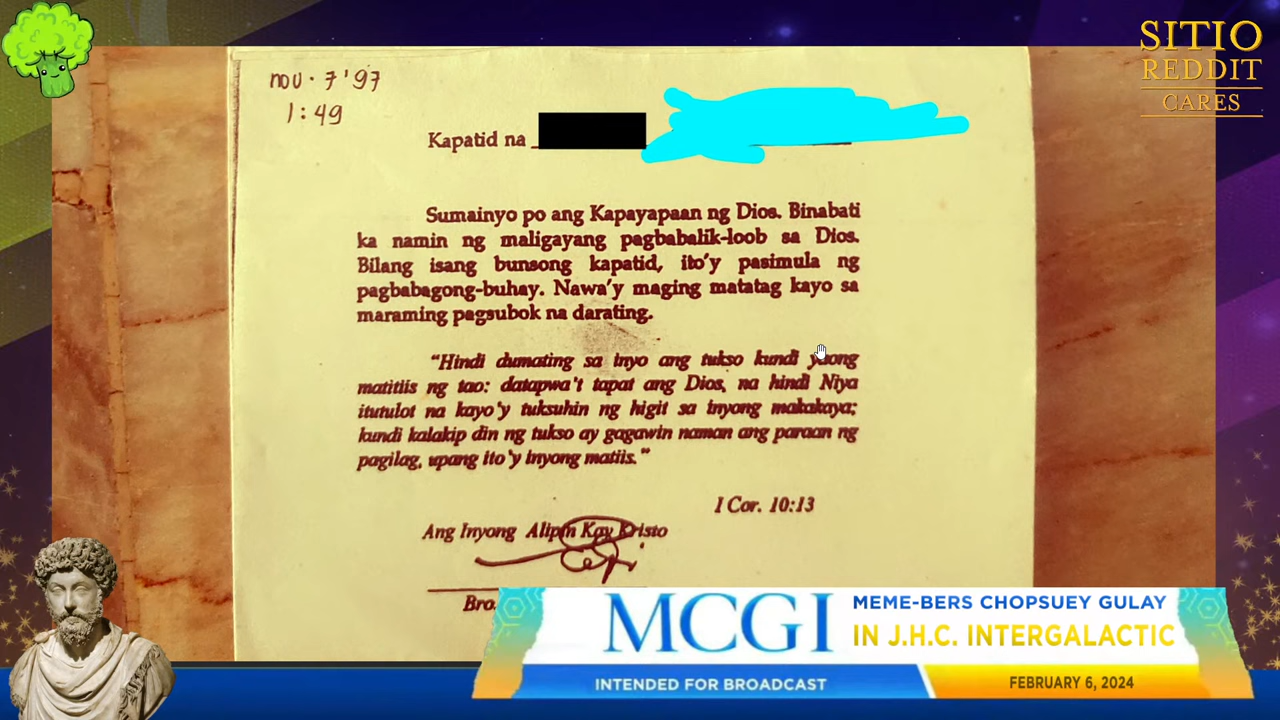 SITIO
REDDIT
CARES
nov. 7 '97
1:49
Kapatid na
Sumainyo po ang Kapayapaan ng Dios. Binabati
ka namin ng maligayang pagbabalik-loob sa Dios.
Bilang isang bunsong kapatid, ito'y pasimula ng
pagbabagong-buhay. Nawa'y maging matatag kayo sa
maraming pagsubok na darating.
"Hindi dumating sa inyo ang tukso kundi yaong
matitiis ng tao: datapwa't tapat ang Dios, na hindi Niya
itutulot na kayo'y tuksuhin ng higit sa inyong makakaya;
kundi kalakip din ng tukso ay gagawin naman ang paraan ng
pagilag, upang ito'y inyong matiis."
I Cor. 10:13
Ang Inyong Alipin Kay Kristo
Bro.
MCGI
MEME-BERS CHOPSUEY GULAY
IN J.H.C. INTERGALACTIC
INTENDED FOR BROADCAST
FEBRUARY 6, 2024